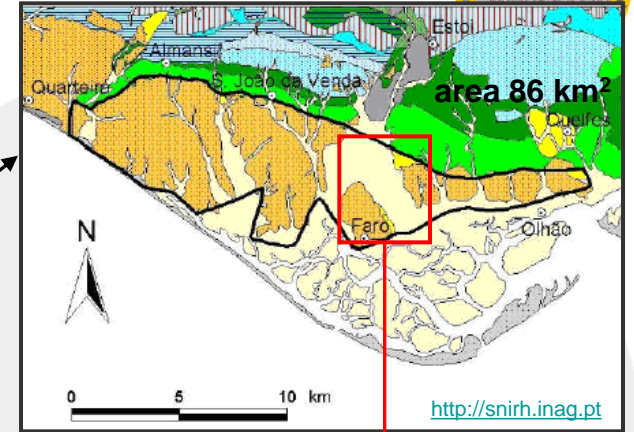 Estoi
Almansil
Quarteira
S. João da Venda
area 86 km²
Quelfes
Faro
Olhão
N
0 5 10 km
http://snirh.inag.pt